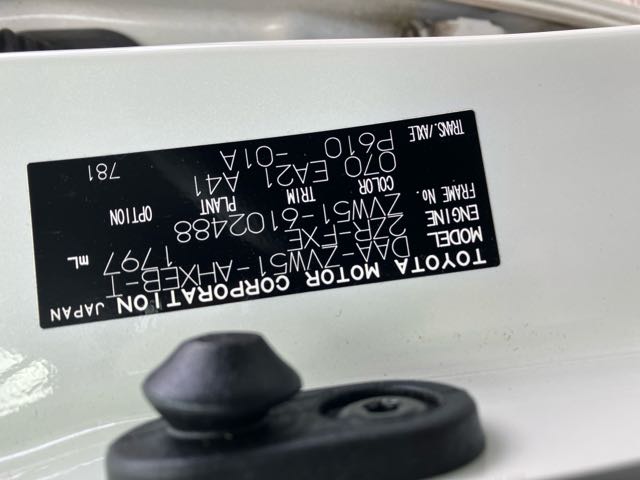 TOYOTA MOTOR CORPORATION JAPAN
MODEL DAA-ZVW51-AHXEB-T
ENGINE 2ZR-FXE 1797 mL
FRAME No. ZVW51-6102488
COLOR TRIM PLANT OPTION
070 EA21 A41
TRANS./AXLE P610 -01A
781